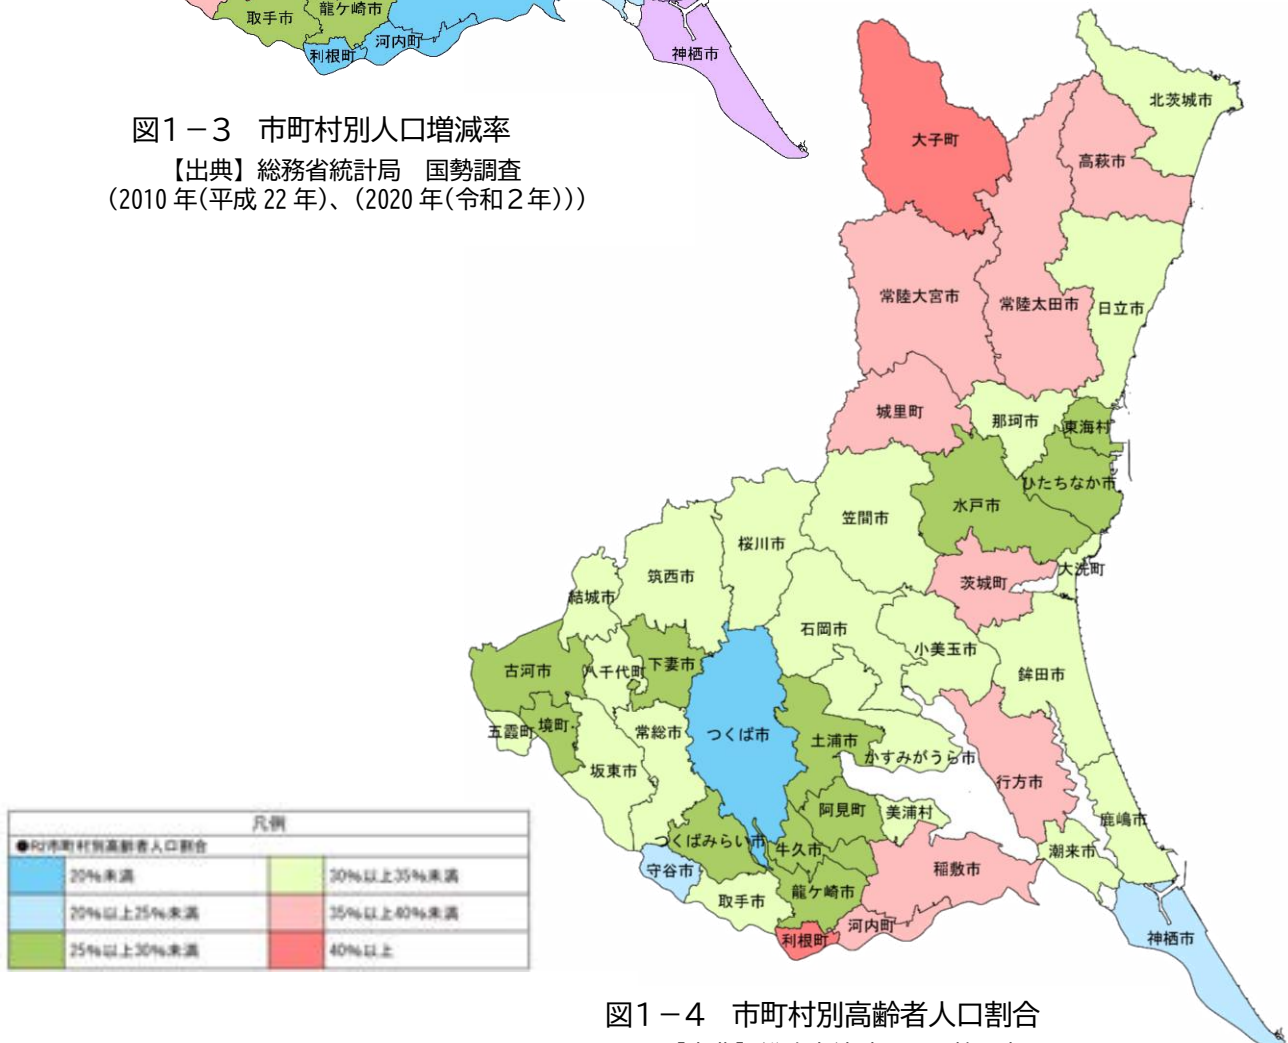 取手市
龍ケ崎市
利根町
河内町
神栖市
図1-3 市町村別人口増減率
【出典】総務省統計局 国勢調査
(2010年(平成22年)、(2020年(令和2年)))
北茨城市
大子町
高萩市
常陸大宮市
常陸太田市
日立市
城里町
那珂市
東海村
ひたちなか市
水戸市
笠間市
桜川市
筑西市
茨城町
大洗町
結城市
石岡市
小美玉市
古河市
八千代町
下妻市
鉾田市
五霞町
境町
常総市
つくば市
土浦市
かすみがうら市
坂東市
行方市
阿見町
美浦村
鹿嶋市
つくばみらい市
牛久市
潮来市
守谷市
稲敷市
取手市
龍ケ崎市
河内町
利根町
神栖市
凡例
●R2市町村別高齢者人口割合
20%未満
30%以上35%未満
20%以上25%未満
35%以上40%未満
25%以上30%未満
40%以上
図1-4 市町村別高齢者人口割合